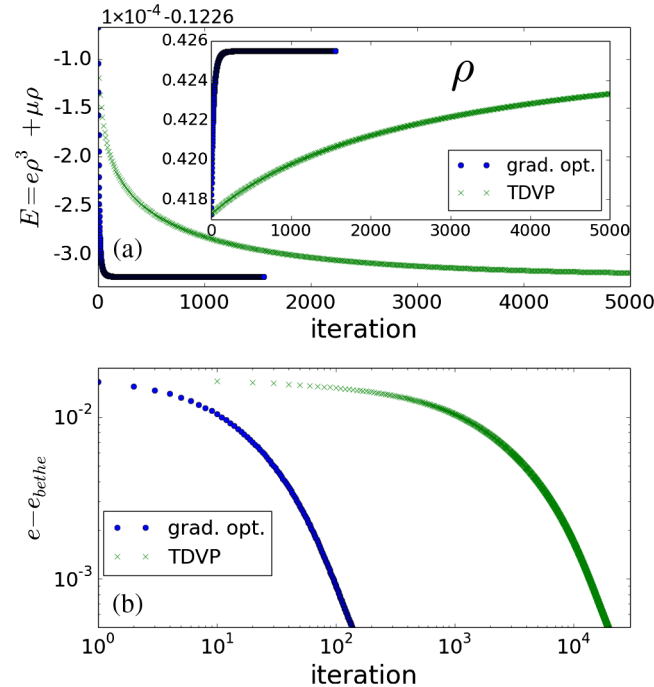 1×10⁻⁴-0.1226
-1.0
-1.5
-2.0
-2.5
-3.0
E = eρ³ + μρ
(a)
0.426
0.424
0.422
0.420
0.418
ρ
grad. opt.
TDVP
0 1000 2000 3000 4000 5000
0 1000 2000 3000 4000 5000
iteration
10⁻²
10⁻³
e − e_bethe
grad. opt.
TDVP
(b)
10⁰ 10¹ 10² 10³ 10⁴
iteration